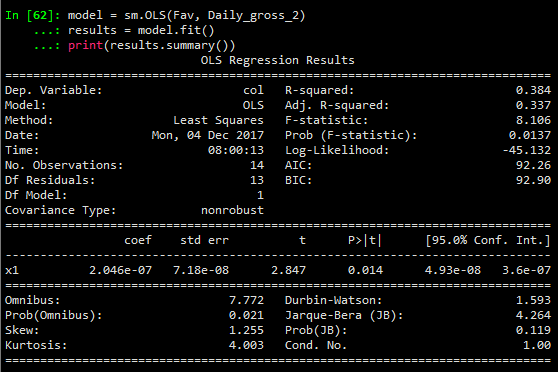 In [62]: model = sm.OLS(Fav, Daily_gross_2)
    ...: results = model.fit()
    ...: print(results.summary())
                            OLS Regression Results
==============================================================================
Dep. Variable:                    col   R-squared:                       0.384
Model:                            OLS   Adj. R-squared:                  0.337
Method:                 Least Squares   F-statistic:                     8.106
Date:                Mon, 04 Dec 2017   Prob (F-statistic):             0.0137
Time:                        08:00:13   Log-Likelihood:                -45.132
No. Observations:                  14   AIC:                             92.26
Df Residuals:                      13   BIC:                             92.90
Df Model:                           1
Covariance Type:            nonrobust
==============================================================================
                 coef    std err          t      P>|t|      [95.0% Conf. Int.]
------------------------------------------------------------------------------
x1          2.046e-07   7.18e-08      2.847      0.014      4.93e-08   3.6e-07
==============================================================================
Omnibus:                        7.772   Durbin-Watson:                   1.593
Prob(Omnibus):                  0.021   Jarque-Bera (JB):                4.264
Skew:                           1.255   Prob(JB):                        0.119
Kurtosis:                       4.003   Cond. No.                         1.00
==============================================================================